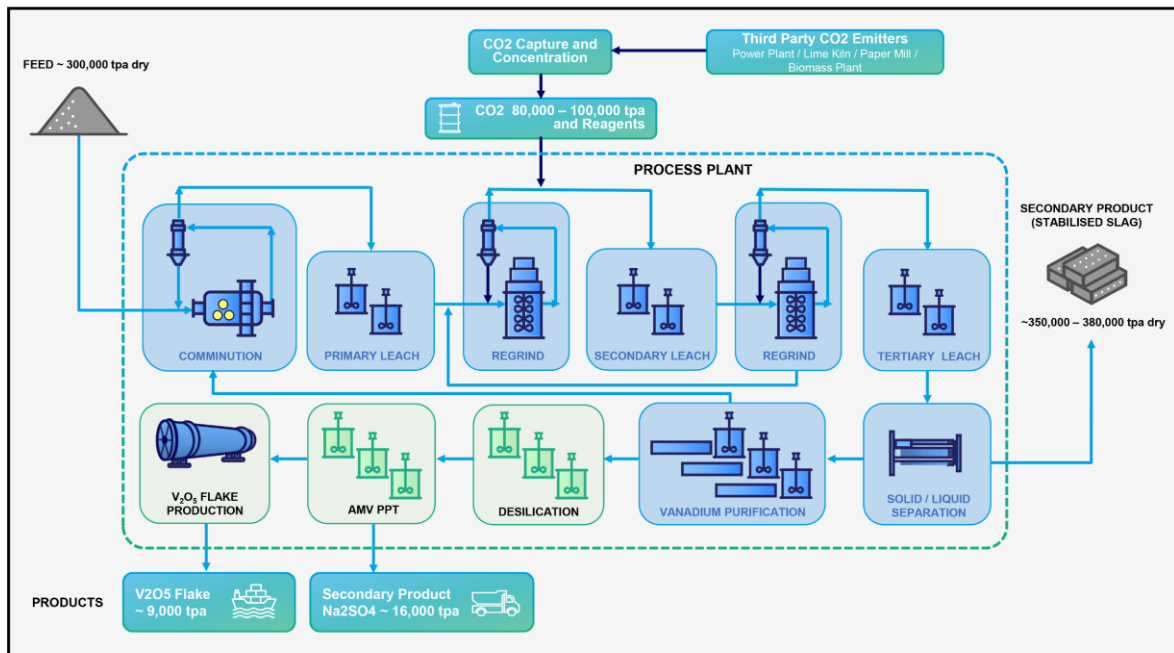 CO2 Capture and
Concentration
Third Party CO2 Emitters
Power Plant / Lime Kiln / Paper Mill /
Biomass Plant
FEED ~ 300,000 tpa dry
CO2 80,000 – 100,000 tpa
and Reagents
PROCESS PLANT
SECONDARY PRODUCT
(STABILISED SLAG)
~350,000 – 380,000 tpa dry
COMMINUTION
PRIMARY LEACH
REGRIND
SECONDARY LEACH
REGRIND
TERTIARY LEACH
V₂O₅ FLAKE
PRODUCTION
AMV PPT
DESILICATION
VANADIUM PURIFICATION
SOLID / LIQUID
SEPARATION
PRODUCTS
V2O5 Flake
~ 9,000 tpa
Secondary Product
Na2SO4 ~ 16,000 tpa